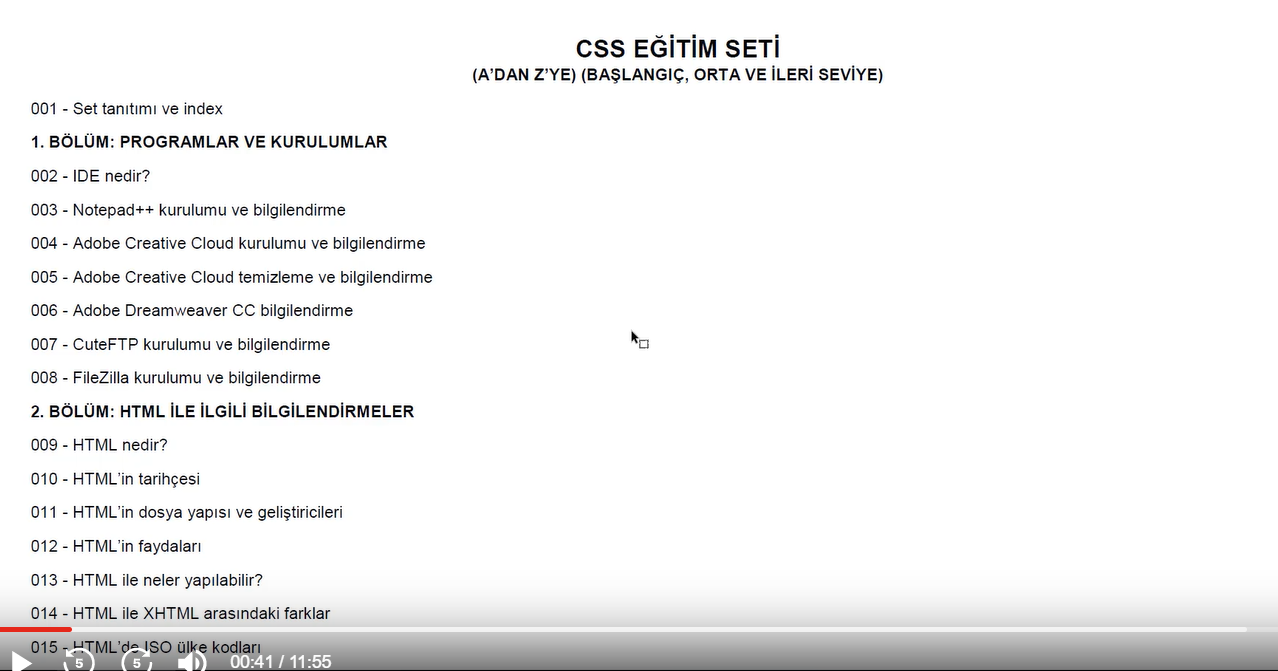 CSS EĞİTİM SETİ
(A’DAN Z’YE) (BAŞLANGIÇ, ORTA VE İLERİ SEVİYE)
001 - Set tanıtımı ve index
1. BÖLÜM: PROGRAMLAR VE KURULUMLAR
002 - IDE nedir?
003 - Notepad++ kurulumu ve bilgilendirme
004 - Adobe Creative Cloud kurulumu ve bilgilendirme
005 - Adobe Creative Cloud temizleme ve bilgilendirme
006 - Adobe Dreamweaver CC bilgilendirme
007 - CuteFTP kurulumu ve bilgilendirme
008 - FileZilla kurulumu ve bilgilendirme
2. BÖLÜM: HTML İLE İLGİLİ BİLGİLENDİRMELER
009 - HTML nedir?
010 - HTML’in tarihçesi
011 - HTML’in dosya yapısı ve geliştiricileri
012 - HTML’in faydaları
013 - HTML ile neler yapılabilir?
014 - HTML ile XHTML arasındaki farklar
015 - HTML’de ISO ülke kodları
5 5 00:41 / 11:55